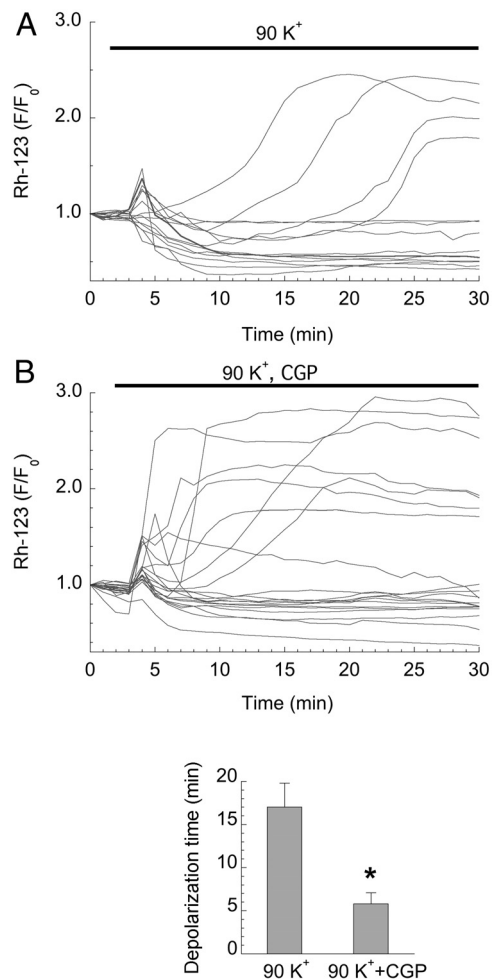 A
90 K⁺
3.0
2.0
1.0
Rh-123 (F/F₀)
0 5 10 15 20 25 30
Time (min)
B
90 K⁺, CGP
3.0
2.0
1.0
Rh-123 (F/F₀)
0 5 10 15 20 25 30
Time (min)
20
15
10
5
0
Depolarization time (min)
*
90 K⁺ 90 K⁺+CGP